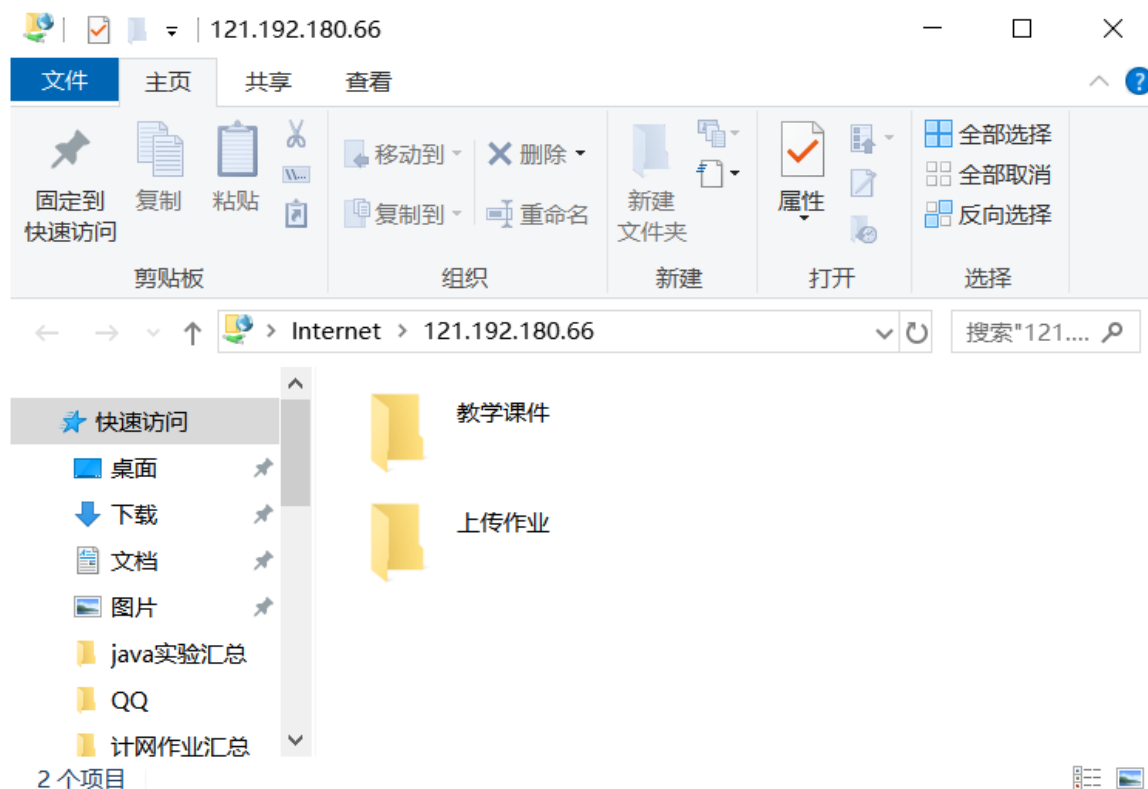 121.192.180.66
文件 主页 共享 查看
固定到
快速访问
复制
粘贴
W...
移动到
删除
复制到
重命名
新建
文件夹
属性
全部选择
全部取消
反向选择
剪贴板 组织 新建 打开 选择
Internet 121.192.180.66
搜索"121....
快速访问
桌面
下载
文档
图片
java实验汇总
QQ
计网作业汇总
教学课件
上传作业
2 个项目